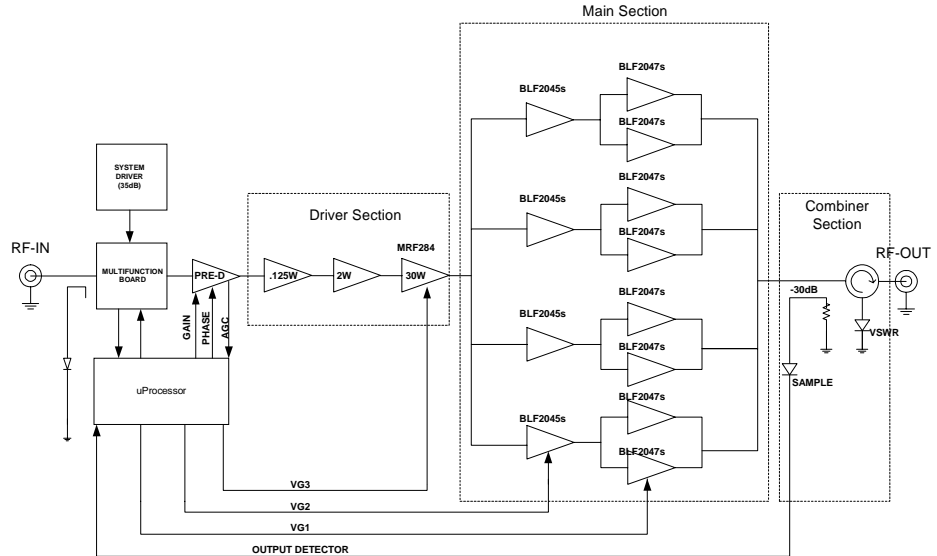 Main Section
BLF2047s
BLF2045s
BLF2047s
SYSTEM
DRIVER
(35dB)
BLF2047s
BLF2045s
BLF2047s
Driver Section
Combiner
Section
RF-IN
MULTIFUNCTION
BOARD
PRE-D
.125W
2W
MRF284
30W
RF-OUT
-30dB
VSWR
GAIN
PHASE
AGC
BLF2047s
BLF2045s
BLF2047s
SAMPLE
uProcessor
BLF2047s
BLF2045s
BLF2047s
VG3
VG2
VG1
OUTPUT DETECTOR